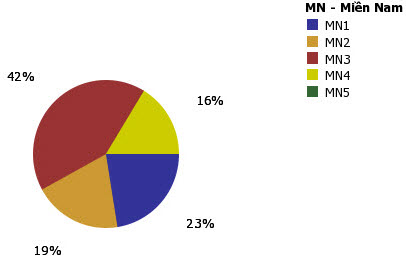 MN - Miền Nam
MN1
MN2
MN3
MN4
MN5
42%
16%
23%
19%